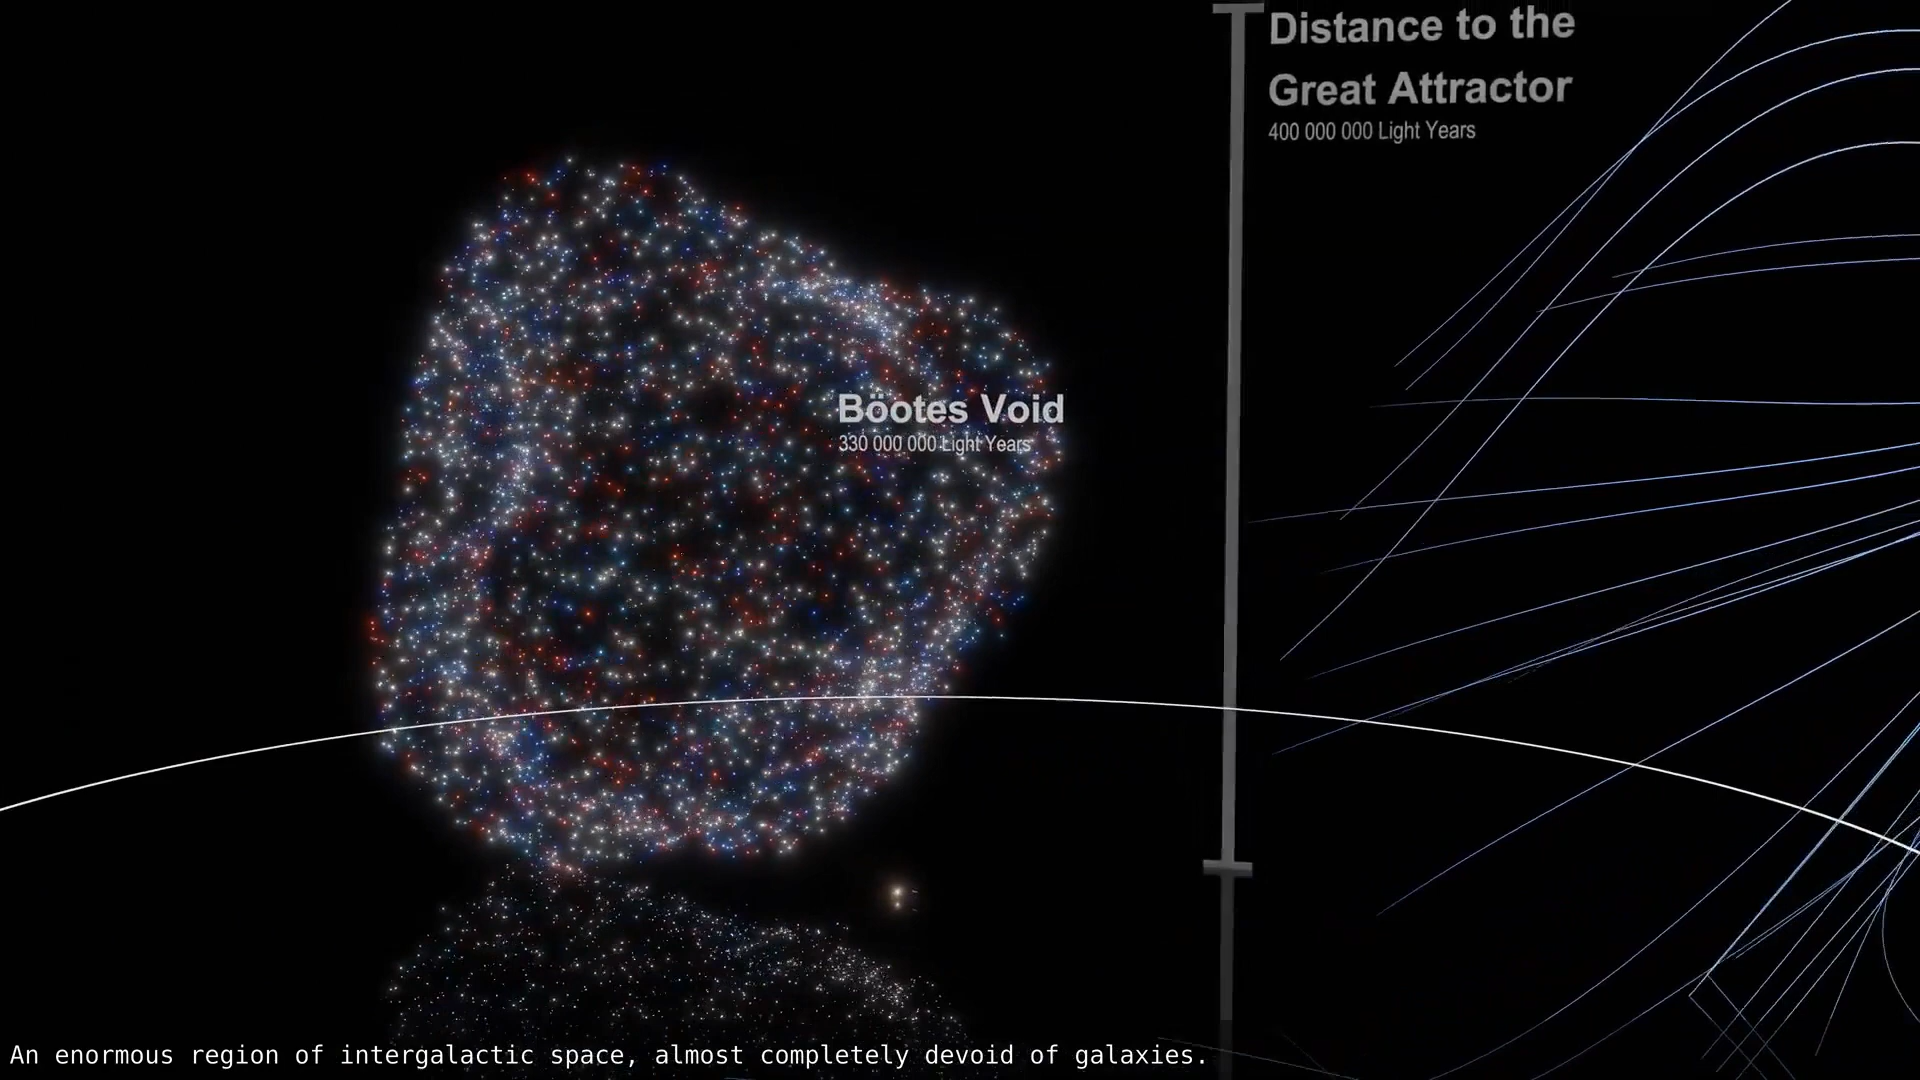 Distance to the
Great Attractor
400 000 000 Light Years
Böotes Void
330 000 000 Light Years
An enormous region of intergalactic space, almost completely devoid of galaxies.